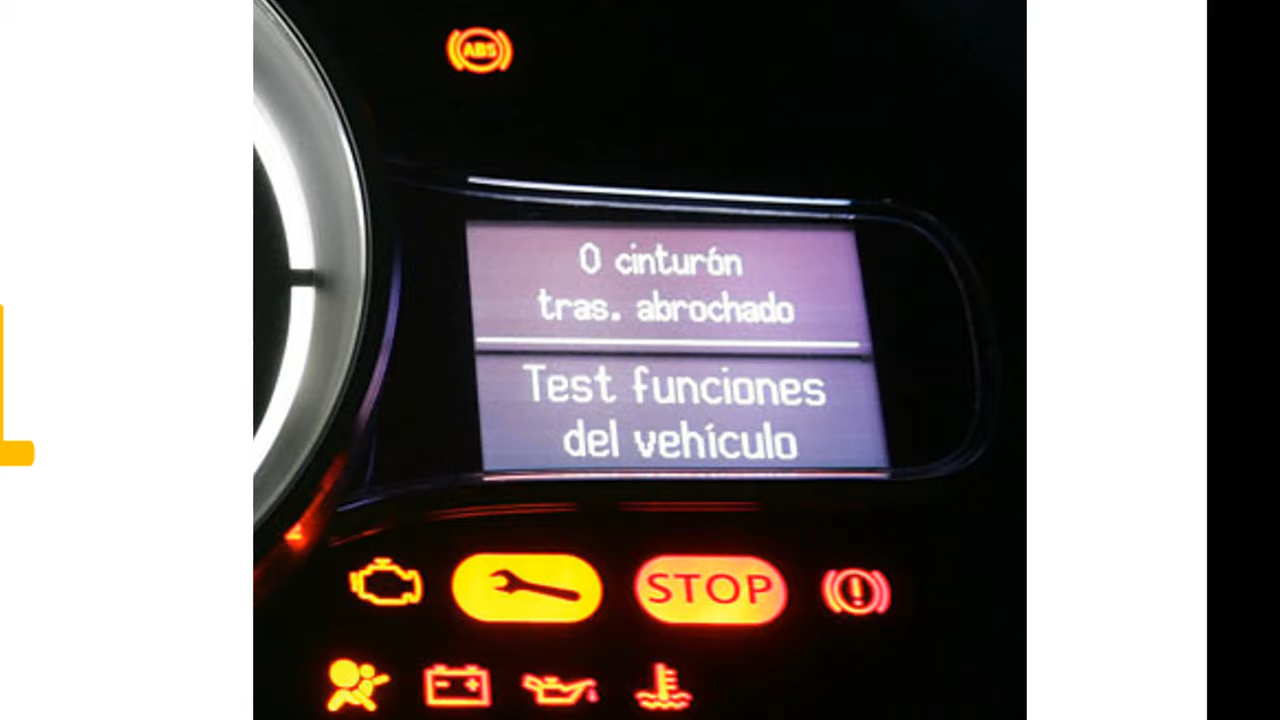 ABS
0 cinturón
tras. abrochado
Test funciones
del vehículo
STOP